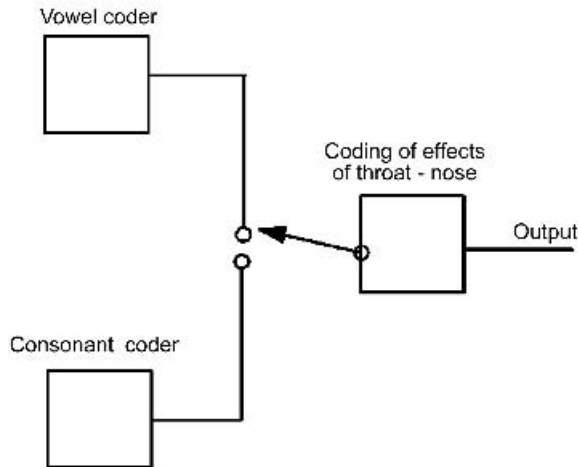 Vowel coder
Coding of effects
of throat - nose
Output
Consonant coder